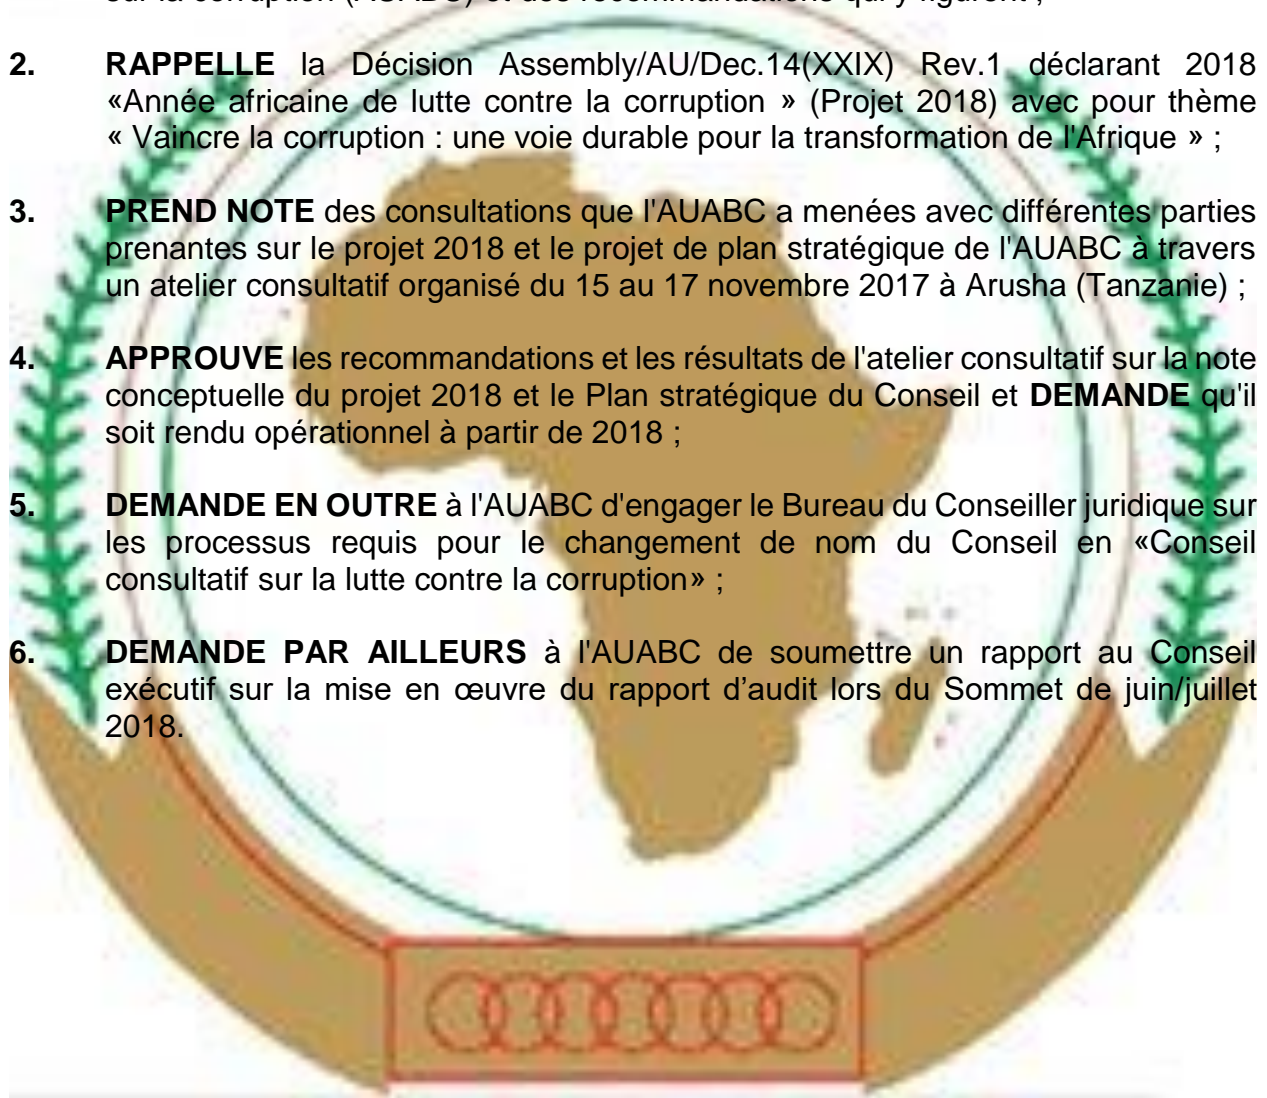 2. RAPPELLE la Décision Assembly/AU/Dec.14(XXIX) Rev.1 déclarant 2018
«Année africaine de lutte contre la corruption » (Projet 2018) avec pour thème
« Vaincre la corruption : une voie durable pour la transformation de l'Afrique » ;
3. PREND NOTE des consultations que l'AUABC a menées avec différentes parties
prenantes sur le projet 2018 et le projet de plan stratégique de l'AUABC à travers
un atelier consultatif organisé du 15 au 17 novembre 2017 à Arusha (Tanzanie) ;
4. APPROUVE les recommandations et les résultats de l'atelier consultatif sur la note
conceptuelle du projet 2018 et le Plan stratégique du Conseil et DEMANDE qu'il
soit rendu opérationnel à partir de 2018 ;
5. DEMANDE EN OUTRE à l'AUABC d'engager le Bureau du Conseiller juridique sur
les processus requis pour le changement de nom du Conseil en «Conseil
consultatif sur la lutte contre la corruption» ;
6. DEMANDE PAR AILLEURS à l'AUABC de soumettre un rapport au Conseil
exécutif sur la mise en œuvre du rapport d’audit lors du Sommet de juin/juillet
2018.